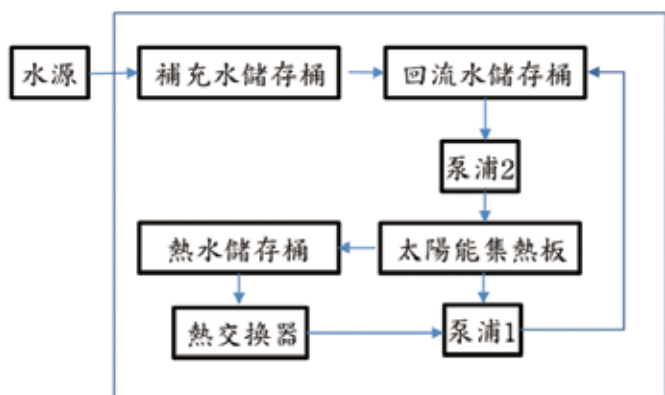 水源
補充水儲存桶
回流水儲存桶
泵浦2
熱水儲存桶
太陽能集熱板
熱交換器
泵浦1